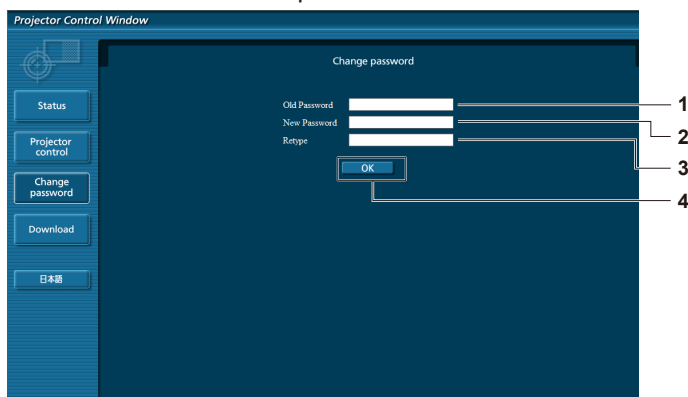 Projector Control Window
Change password
Status
Projector
control
Change
password
Download
日本語
Old Password
New Password
Retype
OK
1
2
3
4